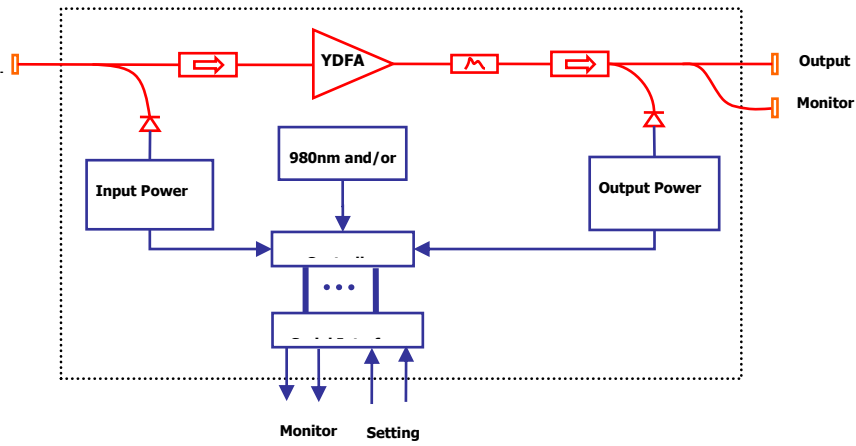 YDFA
Output
Monitor
980nm and/or
Input Power
Output Power
Monitor
Setting